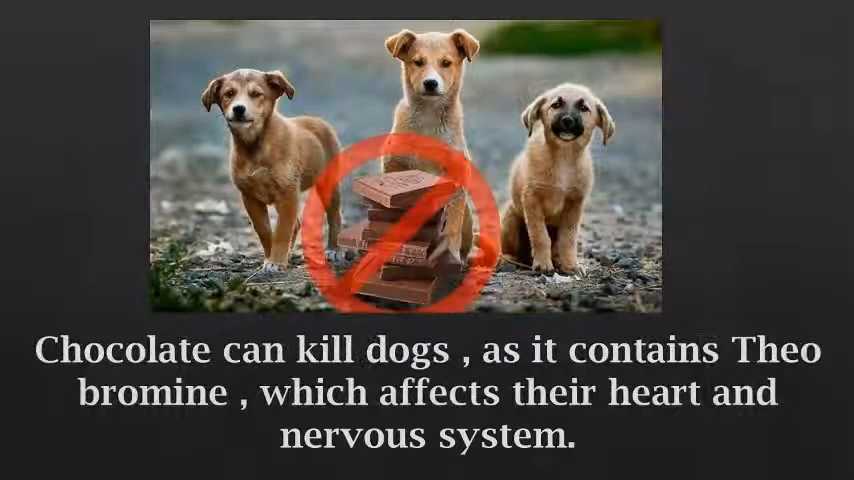 Chocolate can kill dogs , as it contains Theo
bromine , which affects their heart and
nervous system.